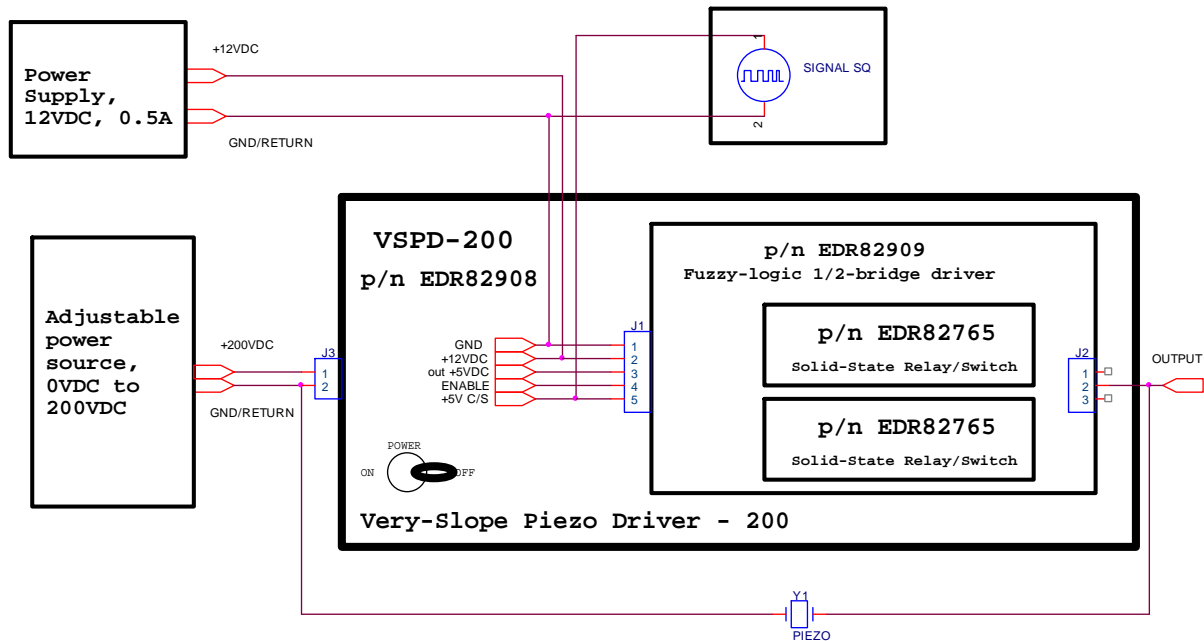 +12VDC
Power
Supply,
12VDC, 0.5A
GND/RETURN
1
SIGNAL SQ
2
VSPD-200
p/n EDR82908
p/n EDR82909
Fuzzy-logic 1/2-bridge driver
p/n EDR82765
Solid-State Relay/Switch
p/n EDR82765
Solid-State Relay/Switch
Adjustable
power
source,
0VDC to
200VDC
+200VDC
GND/RETURN
J3
1
2
GND
+12VDC
out +5VDC
ENABLE
+5V C/S
J1
1
2
3
4
5
J2
1
2
3
OUTPUT
POWER
ON
OFF
Very-Slope Piezo Driver - 200
Y1
PIEZO